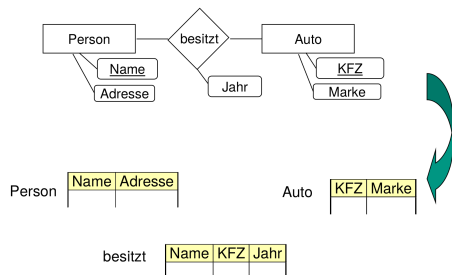 Person besitzt Auto
Name KFZ
Adresse Jahr Marke
Person Name Adresse Auto KFZ Marke
besitzt Name KFZ Jahr